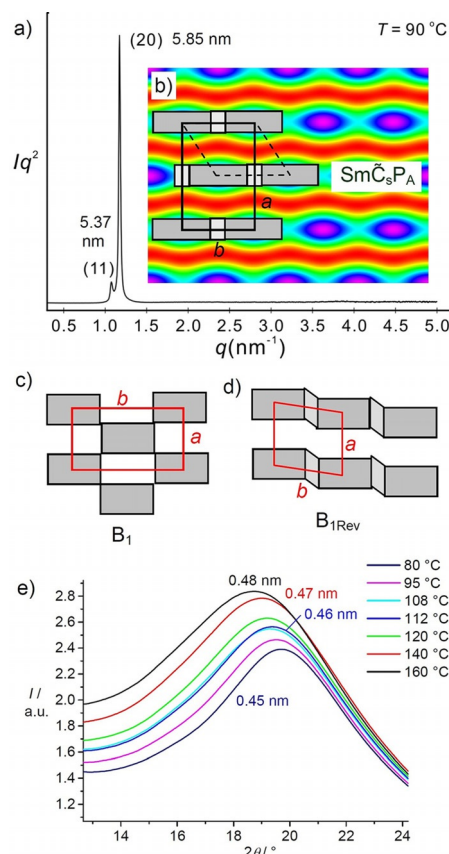 a)
T = 90 °C
(20) 5.85 nm
b)
Iq²
SmC̃ₛP_A
a
b
5.37
nm
(11)
0.5 1.0 1.5 2.0 2.5 3.0 3.5 4.0 4.5 5.0
q(nm⁻¹)
c)
b
a
B₁
d)
a
b
B₁Rev
e)
0.48 nm
0.47 nm
0.46 nm
0.45 nm
80 °C
95 °C
108 °C
112 °C
120 °C
140 °C
160 °C
2.8
2.6
2.4
2.2
I /
a.u.
2.0
1.8
1.6
1.4
1.2
14 16 18 20 22 24
2θ/ °